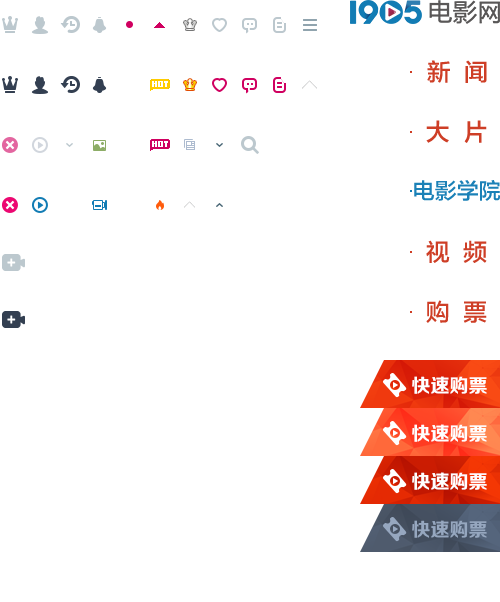 1905电影网
· 新 闻
HOT
· 大 片
HOT
·电影学院
· 视 频
· 购 票
快速购票
快速购票
快速购票
快速购票